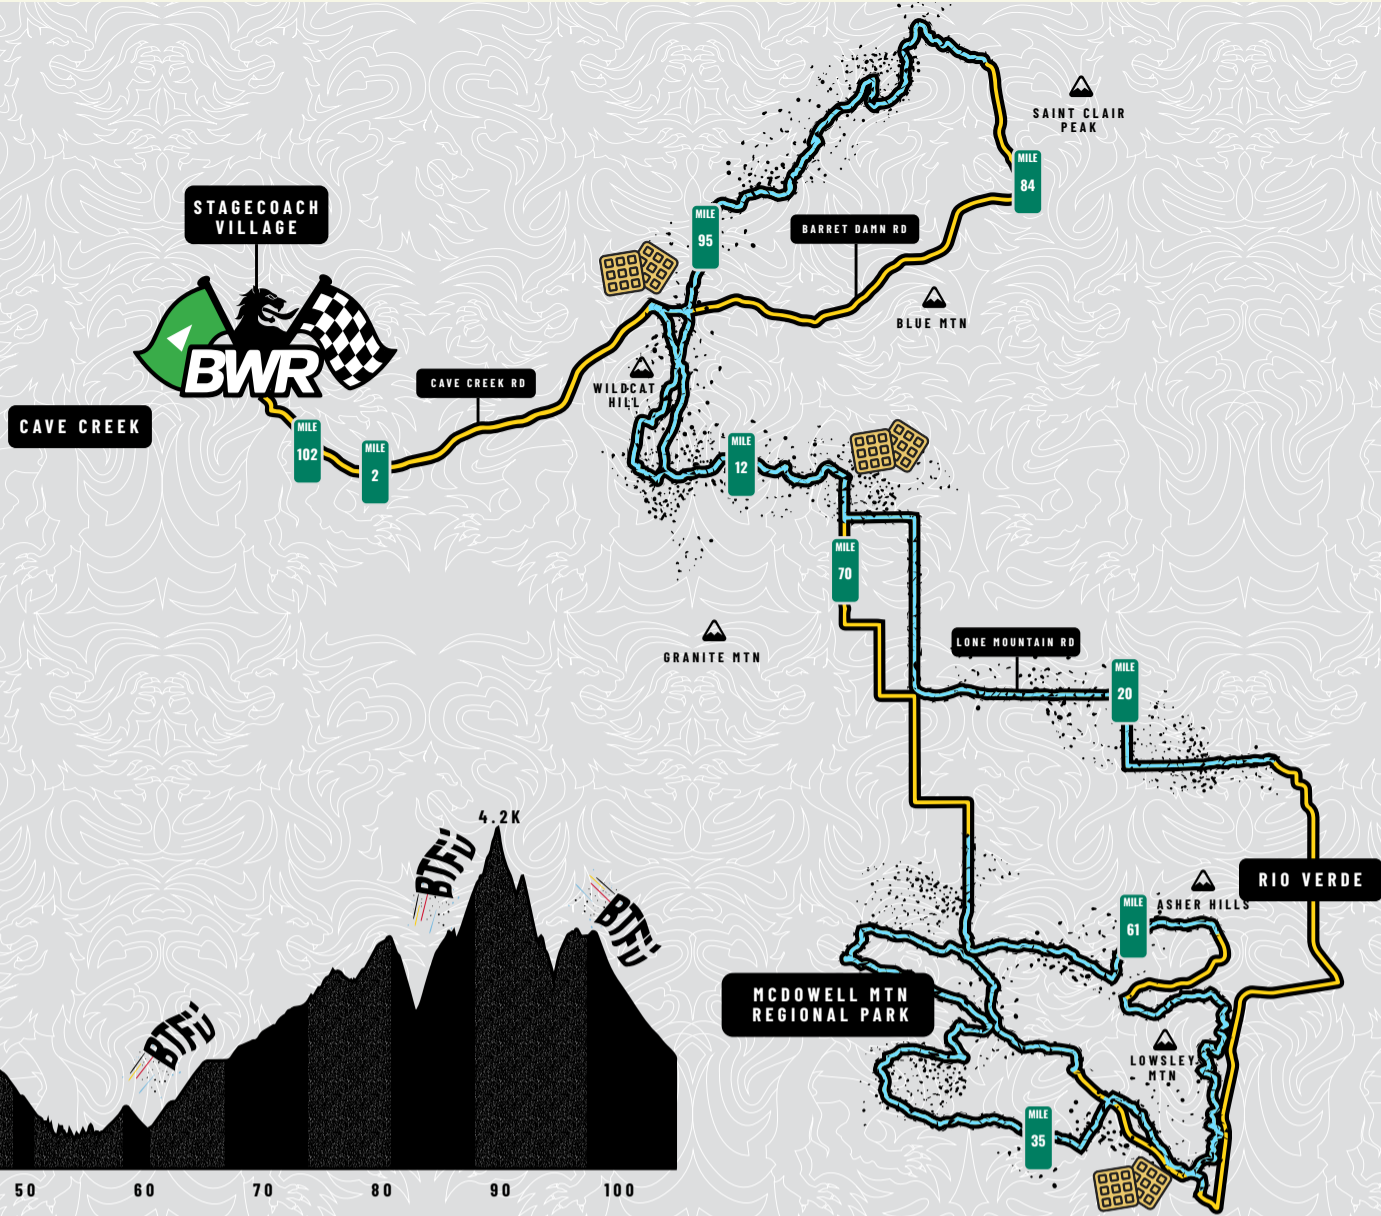 SAINT CLAIR
PEAK
MILE
84
STAGECOACH
VILLAGE
MILE
95
BARRET DAMN RD
BLUE MTN
BWR
CAVE CREEK RD
WILDCAT
HILL
CAVE CREEK
MILE
102
MILE
2
MILE
12
MILE
70
GRANITE MTN
LONE MOUNTAIN RD
MILE
20
4.2K
BTFD
BTFD
BTFD
RIO VERDE
ASHER HILLS
MILE
61
MCDOWELL MTN
REGIONAL PARK
LOWSLEY
MTN
MILE
35
50 60 70 80 90 100